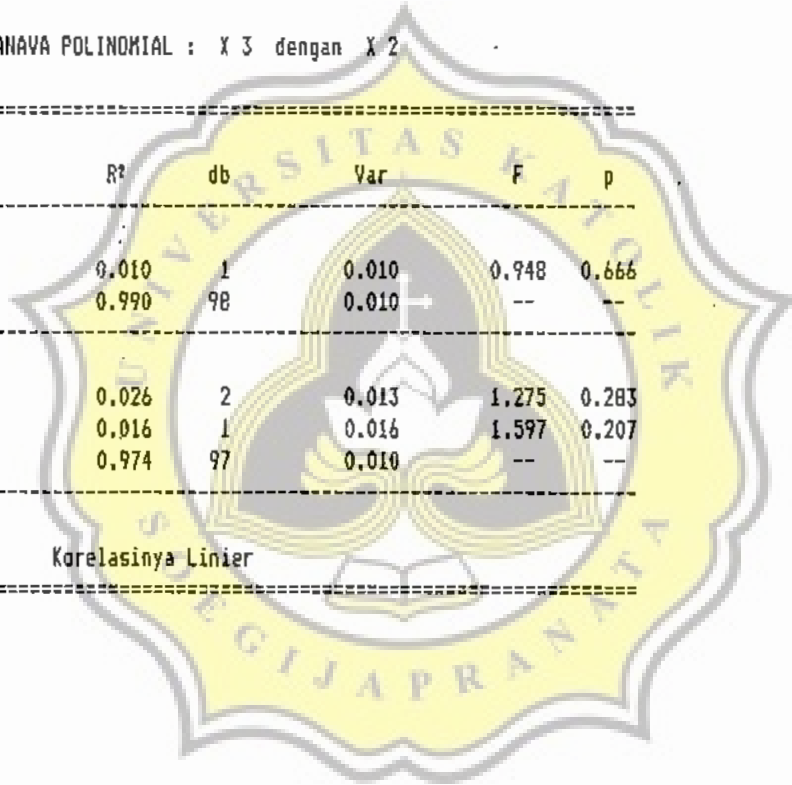 ANAVA POLINOMIAL : X 3 dengan X 2
R² db Var F p
0.010 1 0.010 0.948 0.666
0.990 98 0.010 -- --
0.026 2 0.013 1.275 0.283
0.016 1 0.016 1.597 0.207
0.974 97 0.010 -- --
Korelasinya Linier
UNIVERSITAS KATOLIK
SOEGIJAPRANATA